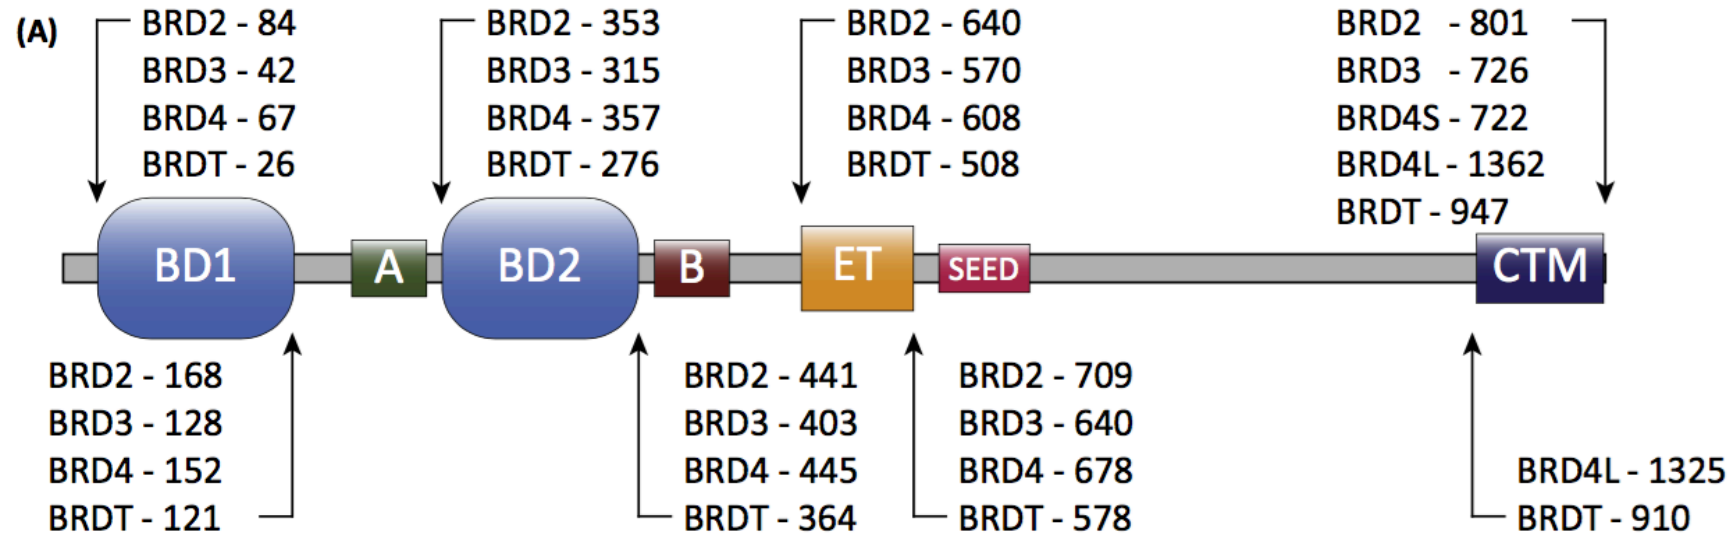 (A)
BRD2 - 84
BRD3 - 42
BRD4 - 67
BRDT - 26
BRD2 - 353
BRD3 - 315
BRD4 - 357
BRDT - 276
BRD2 - 640
BRD3 - 570
BRD4 - 608
BRDT - 508
BRD2 - 801
BRD3 - 726
BRD4S - 722
BRD4L - 1362
BRDT - 947
BD1
A
BD2
B
ET
SEED
CTM
BRD2 - 168
BRD3 - 128
BRD4 - 152
BRDT - 121
BRD2 - 441
BRD3 - 403
BRD4 - 445
BRDT - 364
BRD2 - 709
BRD3 - 640
BRD4 - 678
BRDT - 578
BRD4L - 1325
BRDT - 910